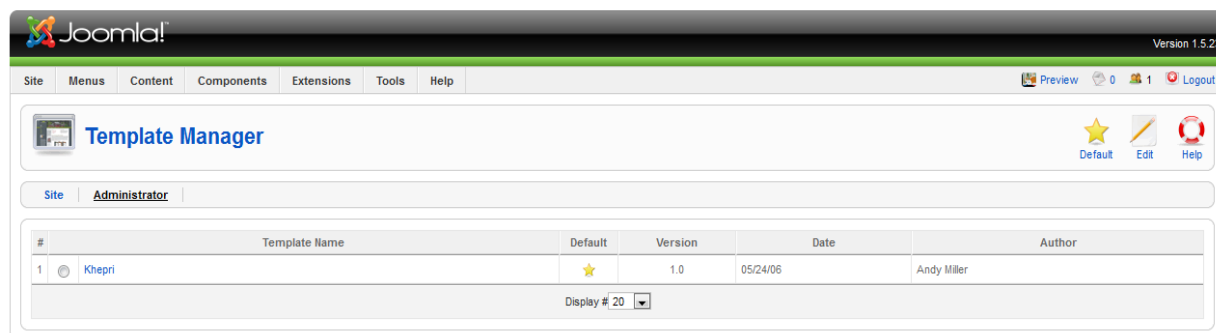 Joomla!
Version 1.5.2
Site Menus Content Components Extensions Tools Help Preview 0 1 Logout
Template Manager
Default Edit Help
Site Administrator
# Template Name Default Version Date Author
1 Khepri 1.0 05/24/06 Andy Miller
Display # 20